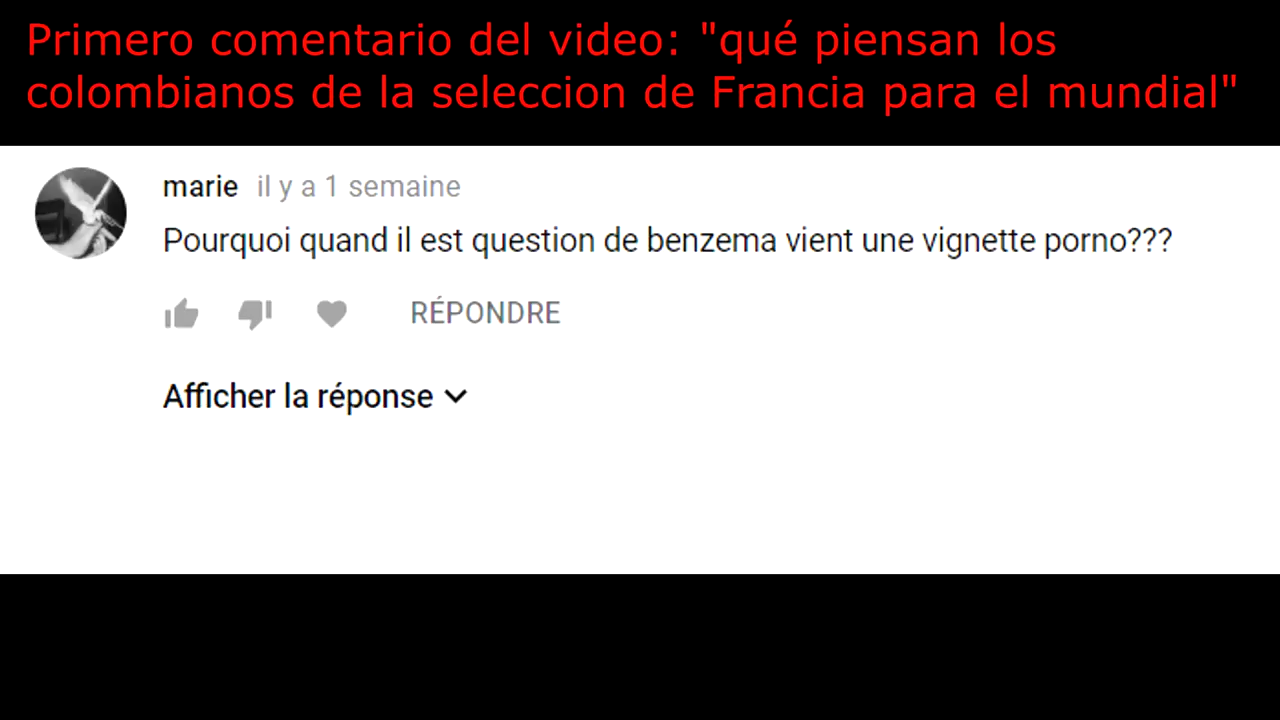 Primero comentario del video: "qué piensan los
colombianos de la seleccion de Francia para el mundial"
marie il y a 1 semaine
Pourquoi quand il est question de benzema vient une vignette porno???
RÉPONDRE
Afficher la réponse